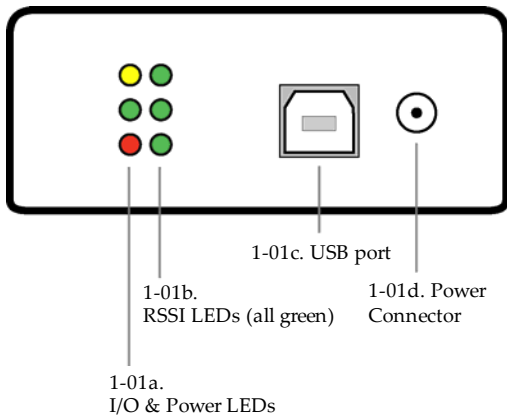 1-01c. USB port
1-01b.
RSSI LEDs (all green)
1-01d. Power
Connector
1-01a.
I/O & Power LEDs